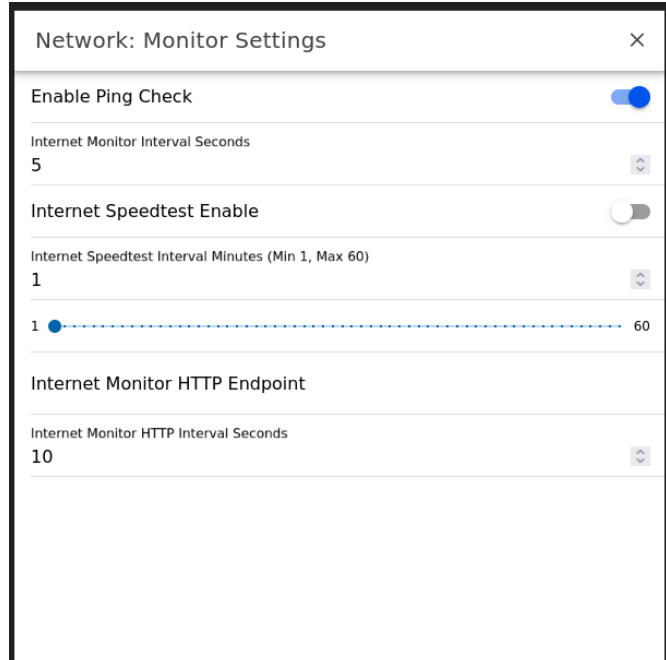 Network: Monitor Settings
Enable Ping Check
Internet Monitor Interval Seconds
5
Internet Speedtest Enable
Internet Speedtest Interval Minutes (Min 1, Max 60)
1
1 60
Internet Monitor HTTP Endpoint
Internet Monitor HTTP Interval Seconds
10